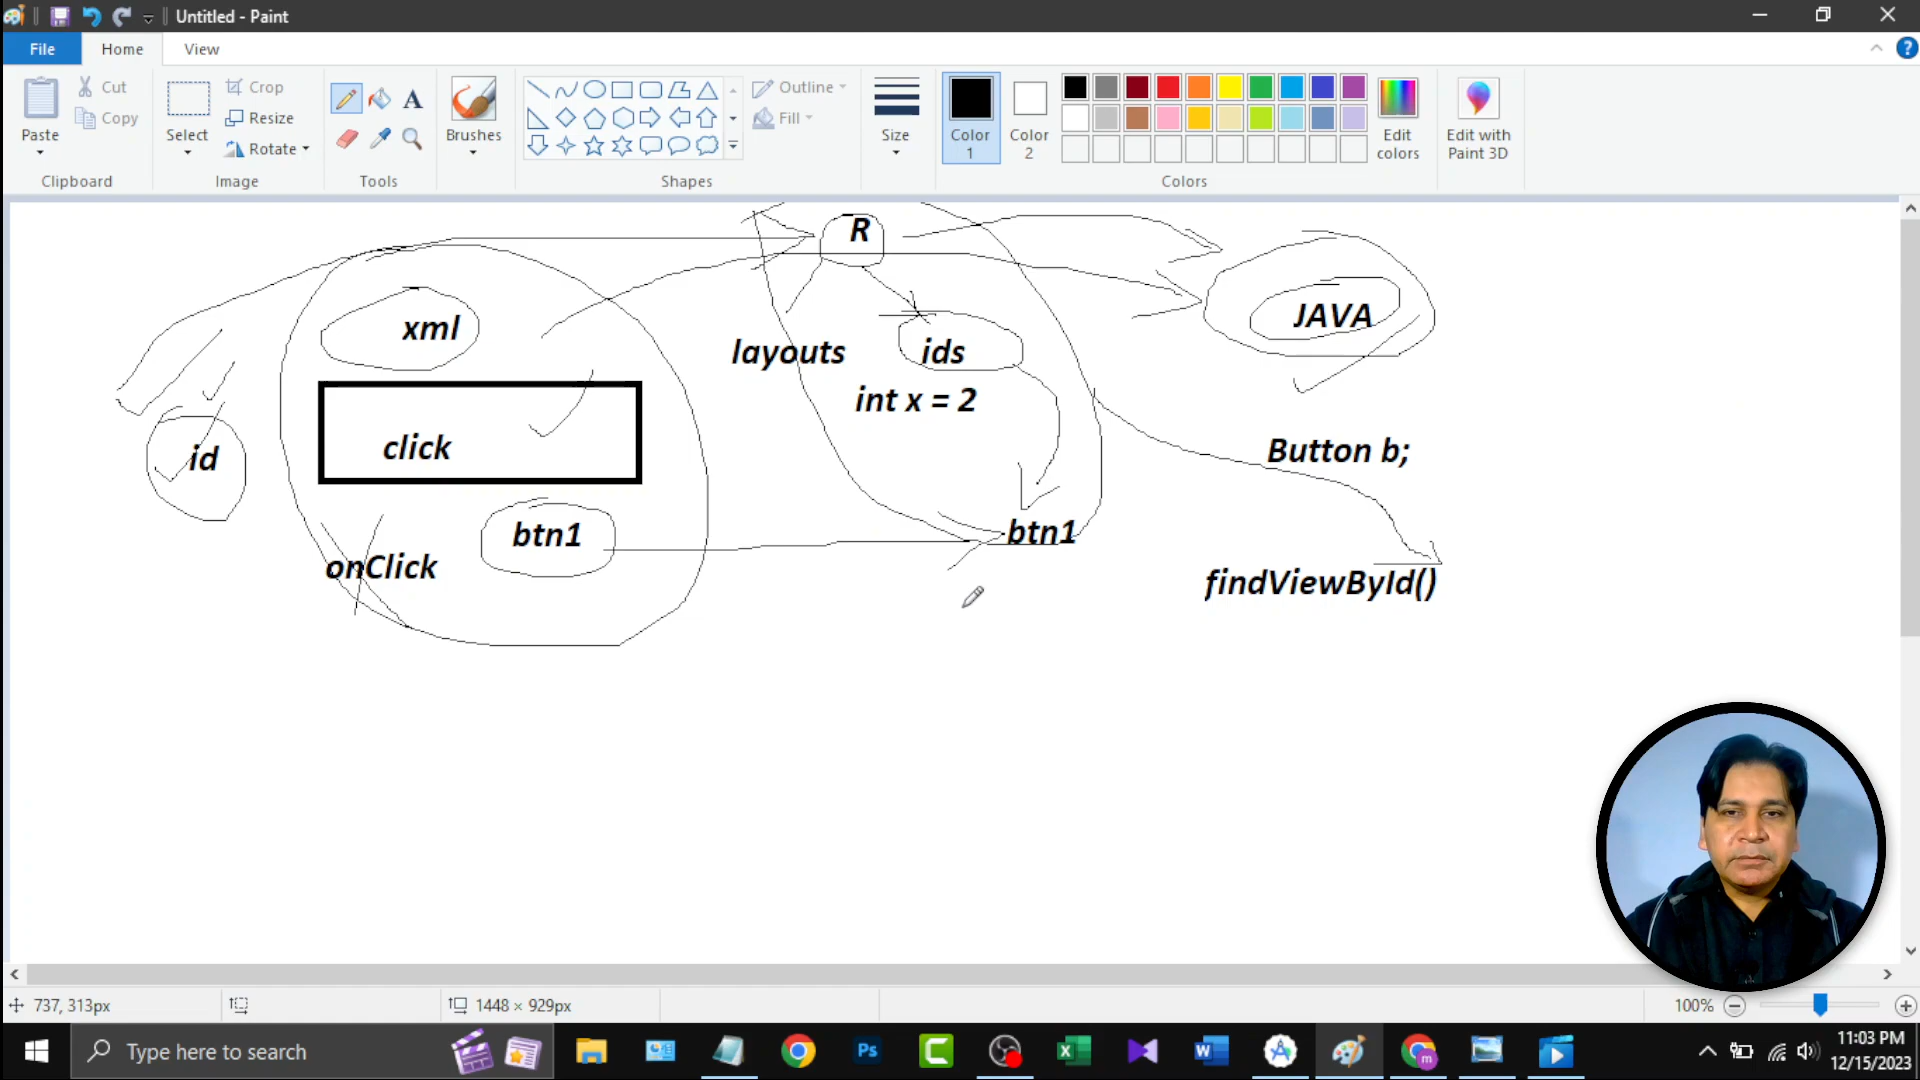 Untitled - Paint
File
Home
View
Paste
Cut
Copy
Clipboard
Select
Crop
Resize
Rotate
Image
A
Tools
Brushes
Outline
Fill
Shapes
Size
Color 1
Color 2
Edit colors
Edit with Paint 3D
Colors
R
xml
JAVA
layouts
ids
int x = 2
click
id
Button b;
btn1
btn1
onClick
findViewById()
737, 313px
1448 × 929px
100%
Type here to search
Ps
11:03 PM
12/15/2023